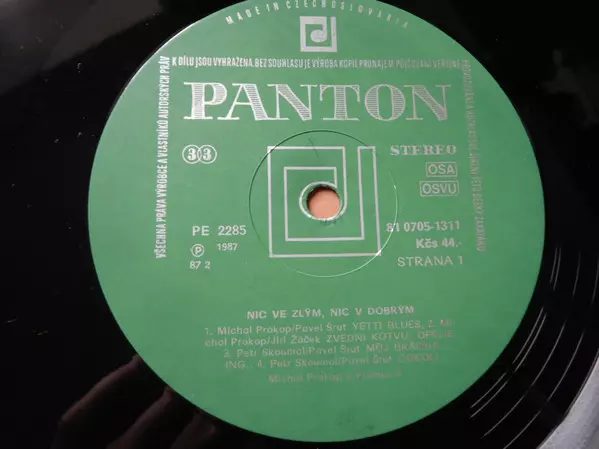 MADE IN CZECHOSLOVAKIA
K DÍLU JSOU VYHRAŽENA. BEZ SOUHLASU JE VÝROBA KOPIÍ, PRONÁJEM
VŠECHNA PRÁVA VÝROBCE A VLASTNÍKŮ AUTORSKÝCH PRÁV
PANTON
33
STEREO
OSA
OSVU
PE 2285
Ⓟ 1987
87 2
81 0705-1311
Kčs 44.-
STRANA 1
NIC VE ZLÝM, NIC V DOBRÝM
1. Michal Prokop/Pavel Šrut YETTI BLUES, 2. Mi-
chal Prokop/Jiří Žáček ZVEDNI KOTVU,
3. Petr Skoumal/Pavel Šrut MŮJ BRÁCHA
ING., 4. Petr Skoumal/Pavel Šrut
Michal Prokop